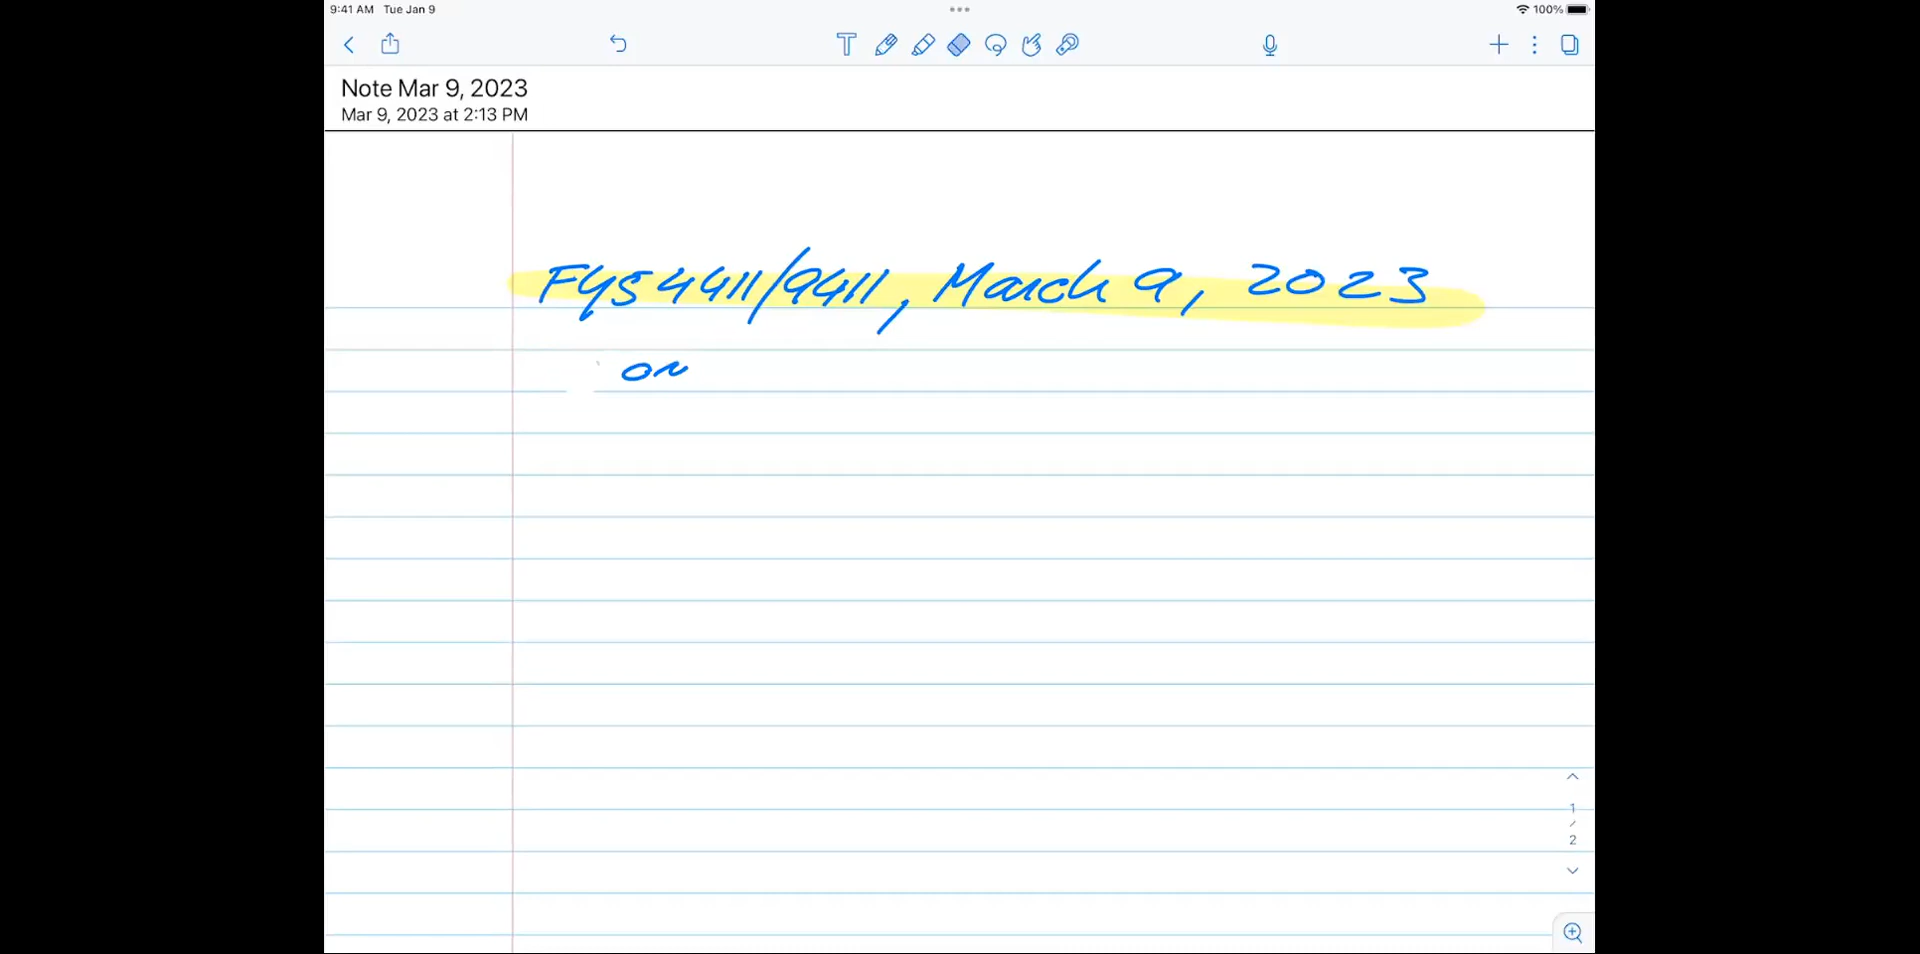 9:41 AM Tue Jan 9
100%
Note Mar 9, 2023
Mar 9, 2023 at 2:13 PM
FYS4411/9411, March 9, 2023
on
1
/
2